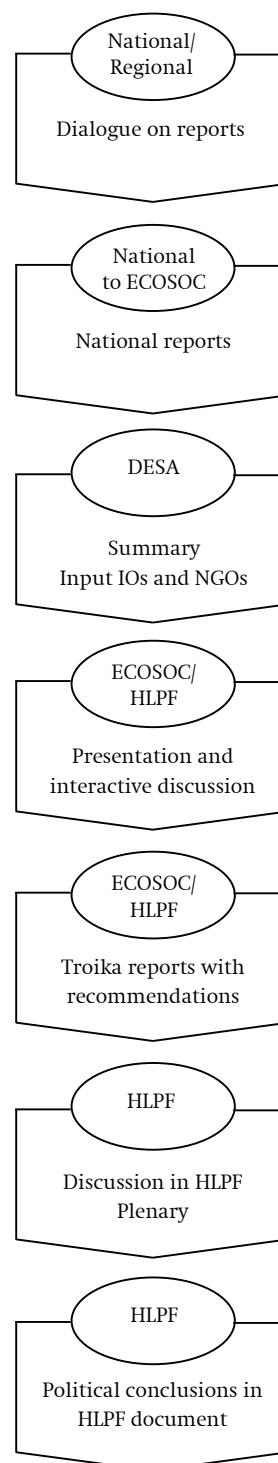 National/
Regional
Dialogue on reports
National
to ECOSOC
National reports
DESA
Summary
Input IOs and NGOs
ECOSOC/
HLPF
Presentation and
interactive discussion
ECOSOC/
HLPF
Troika reports with
recommendations
HLPF
Discussion in HLPF
Plenary
HLPF
Political conclusions in
HLPF document